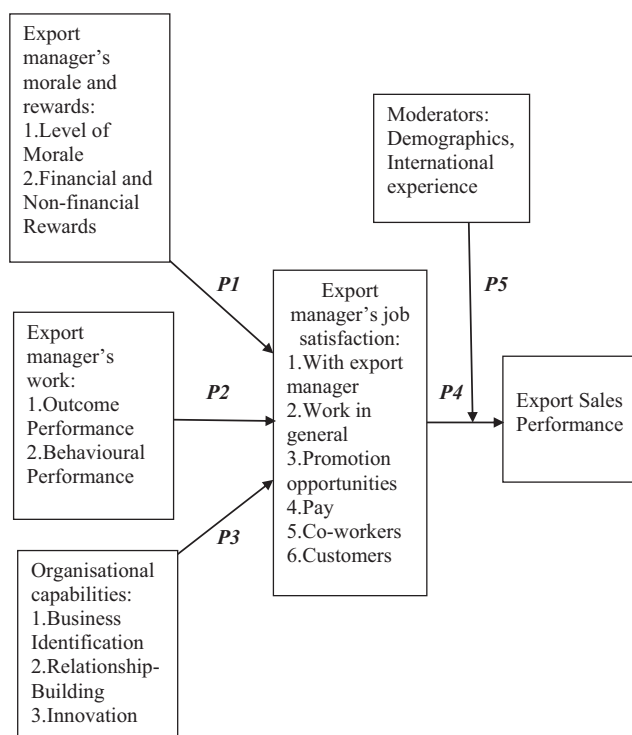 Export
manager's
morale and
rewards:
1.Level of
Morale
2.Financial and
Non-financial
Rewards
Moderators:
Demographics,
International
experience
P1
P5
Export
manager's
work:
1.Outcome
Performance
2.Behavioural
Performance
P2
Export
manager's job
satisfaction:
1.With export
manager
2.Work in
general
3.Promotion
opportunities
4.Pay
5.Co-workers
6.Customers
P4
Export Sales
Performance
P3
Organisational
capabilities:
1.Business
Identification
2.Relationship-
Building
3.Innovation